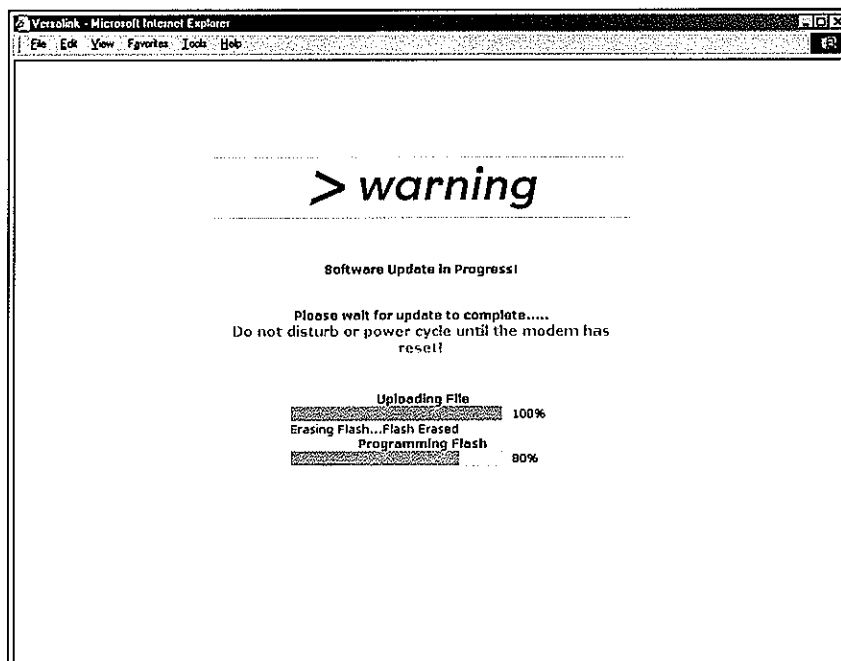 Versalink - Microsoft Internet Explorer
File Edit View Favorites Tools Help
> warning
Software Update in Progress!
Please wait for update to complete.....
Do not disturb or power cycle until the modem has
reset!
Uploading File
100%
Erasing Flash...Flash Erased
Programming Flash
80%